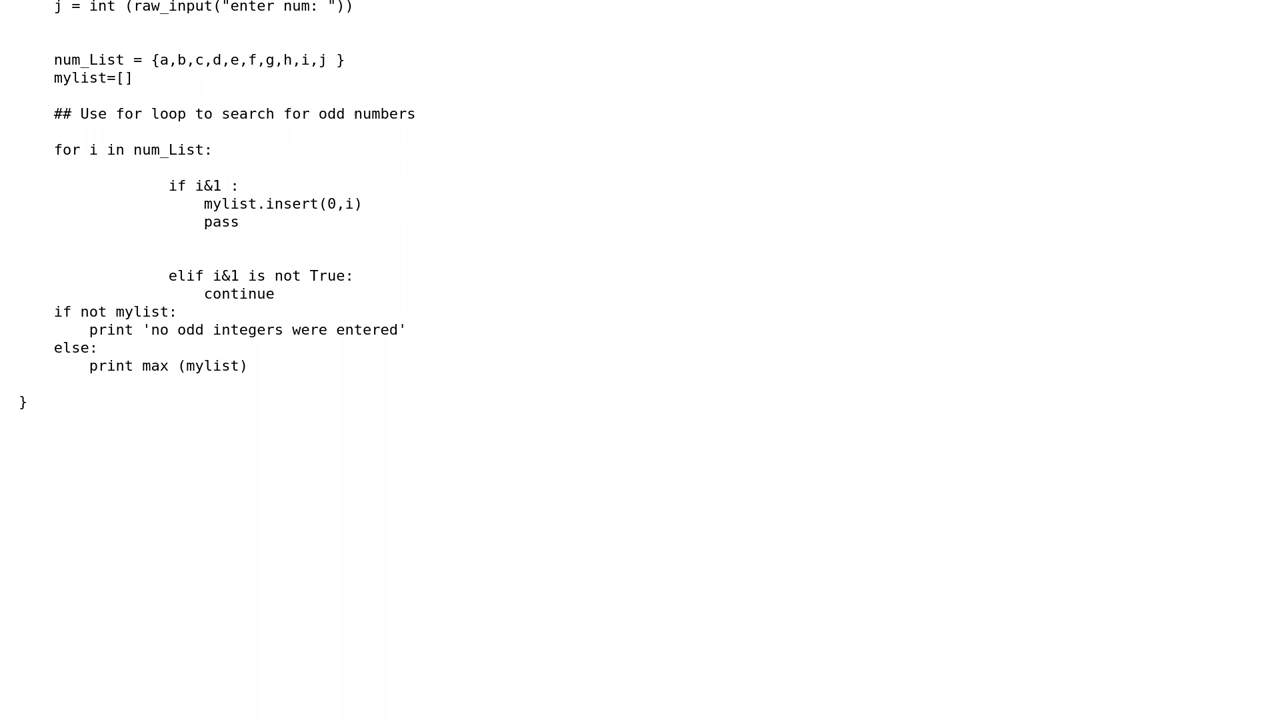 j = int (raw_input("enter num: "))
num_List = {a,b,c,d,e,f,g,h,i,j }
mylist=[]
## Use for loop to search for odd numbers
for i in num_List:
if i&1 :
mylist.insert(0,i)
pass
elif i&1 is not True:
continue
if not mylist:
print 'no odd integers were entered'
else:
print max (mylist)
}